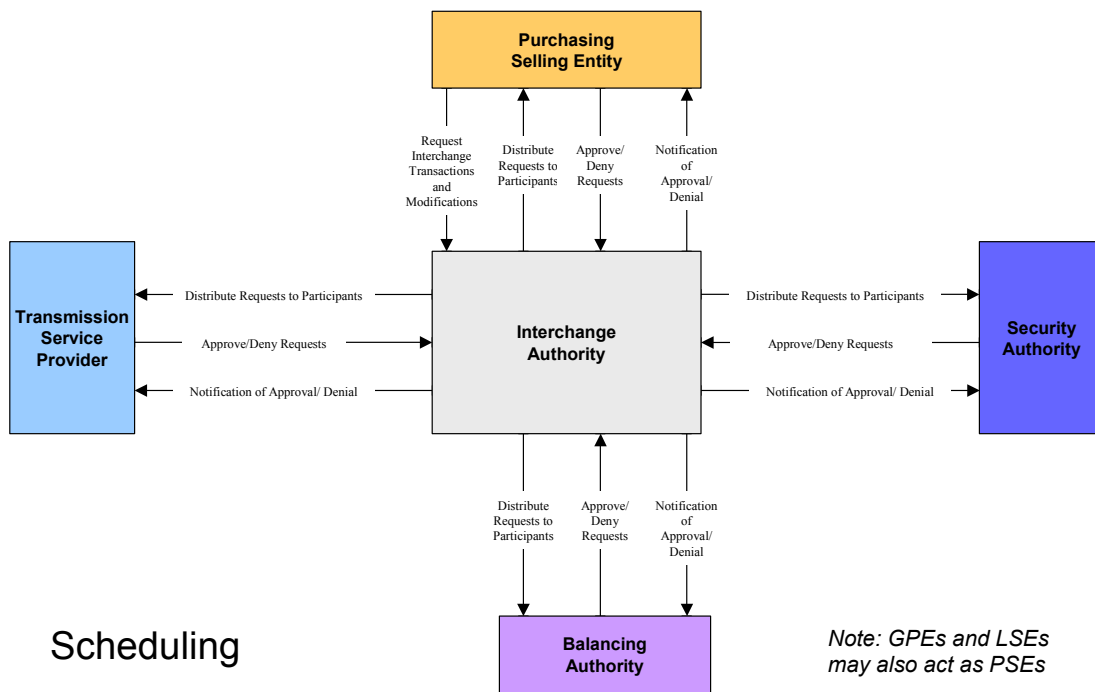 Purchasing
Selling Entity
Request
Interchange
Transactions
and
Modifications
Distribute
Requests to
Participants
Approve/
Deny
Requests
Notification
of
Approval/
Denial
Transmission
Service
Provider
Distribute Requests to Participants
Approve/Deny Requests
Notification of Approval/ Denial
Interchange
Authority
Distribute Requests to Participants
Approve/Deny Requests
Notification of Approval/ Denial
Security
Authority
Distribute
Requests to
Participants
Approve/
Deny
Requests
Notification
of
Approval/
Denial
Balancing
Authority
Scheduling
Note: GPEs and LSEs
may also act as PSEs